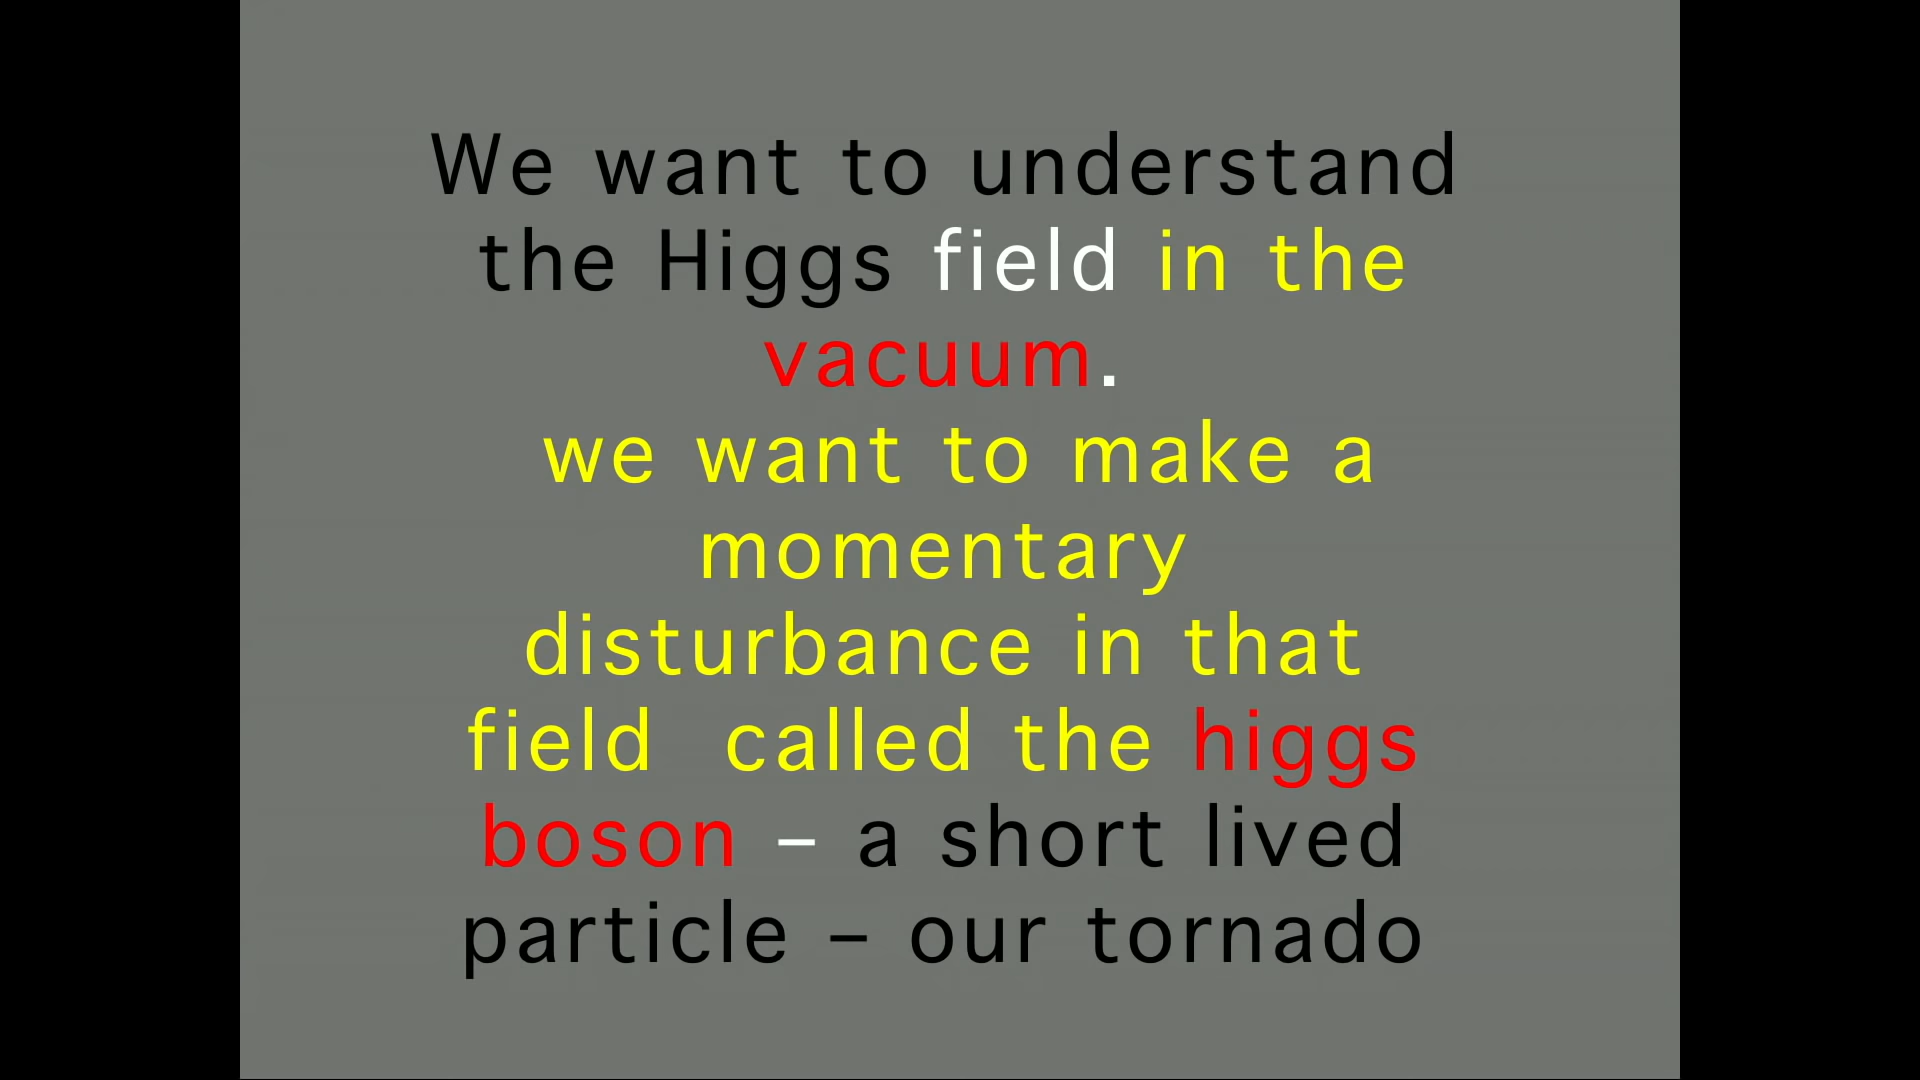 We want to understand
the Higgs field in the
vacuum.
we want to make a
momentary
disturbance in that
field  called the higgs
boson – a short lived
particle – our tornado